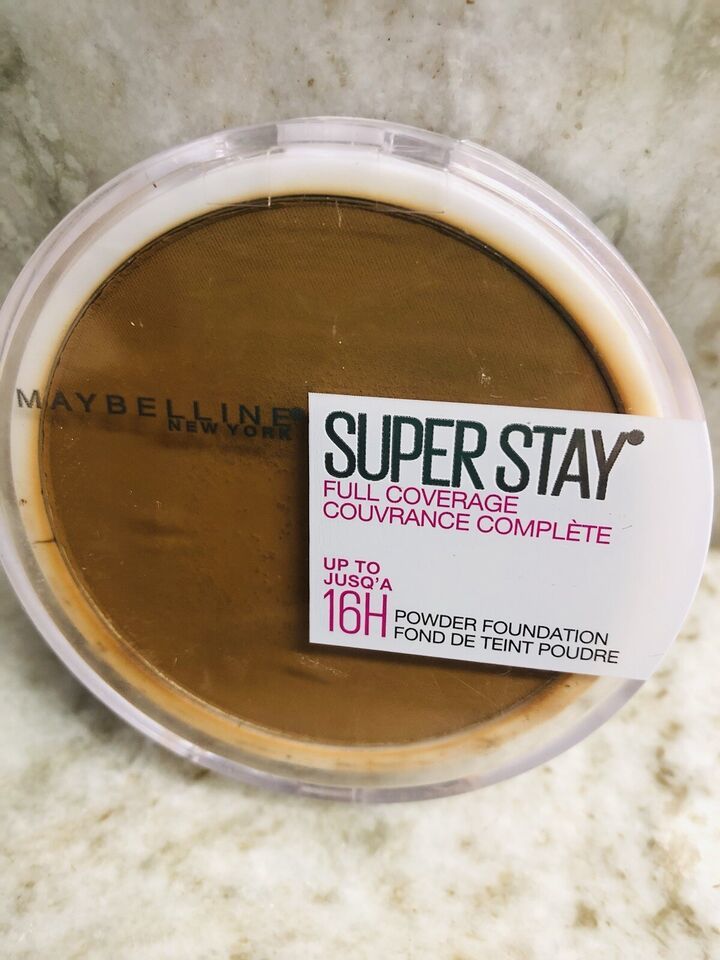 MAYBELLINE
NEW YORK
SUPER STAY
FULL COVERAGE
COUVRANCE COMPLÈTE
UP TO
JUSQ'A
16H
POWDER FOUNDATION
FOND DE TEINT POUDRE